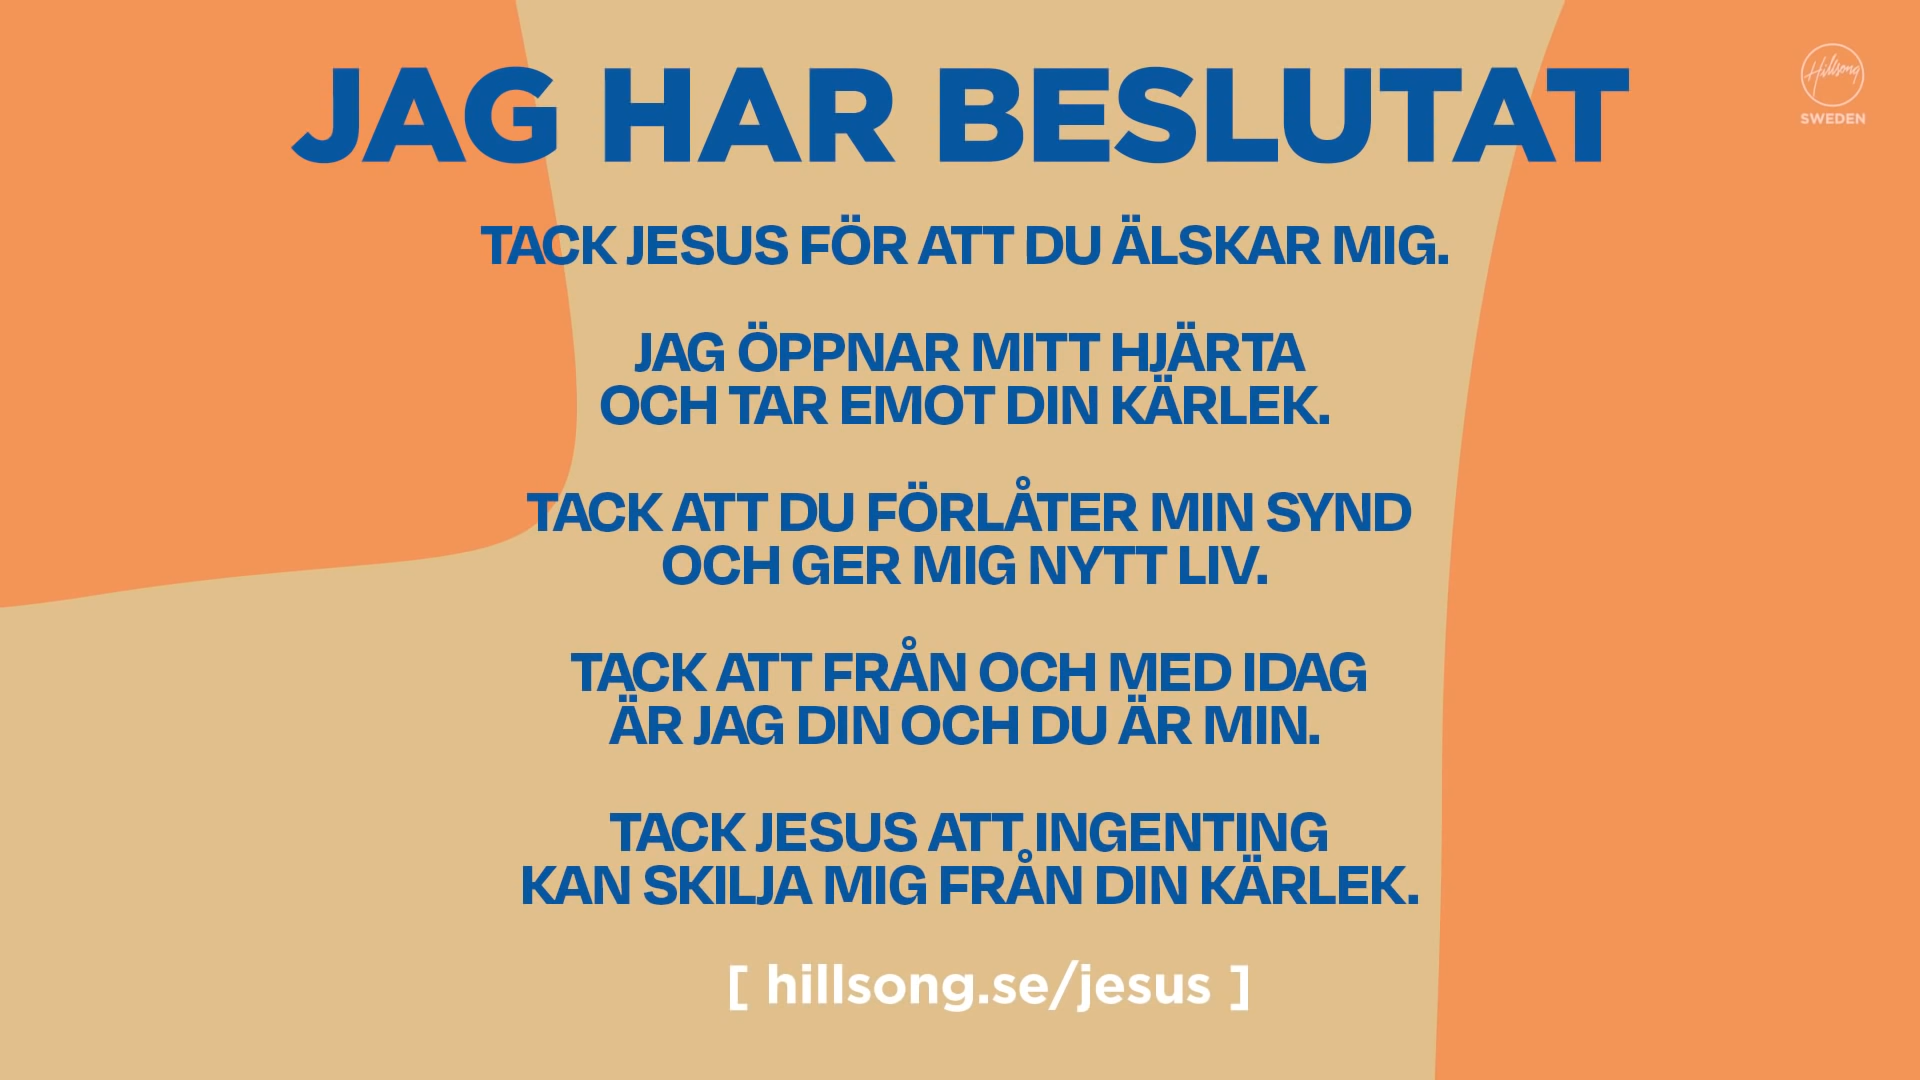 JAG HAR BESLUTAT
Hillsong
SWEDEN
TACK JESUS FÖR ATT DU ÄLSKAR MIG.
JAG ÖPPNAR MITT HJÄRTA
OCH TAR EMOT DIN KÄRLEK.
TACK ATT DU FÖRLÅTER MIN SYND
OCH GER MIG NYTT LIV.
TACK ATT FRÅN OCH MED IDAG
ÄR JAG DIN OCH DU ÄR MIN.
TACK JESUS ATT INGENTING
KAN SKILJA MIG FRÅN DIN KÄRLEK.
[ hillsong.se/jesus ]